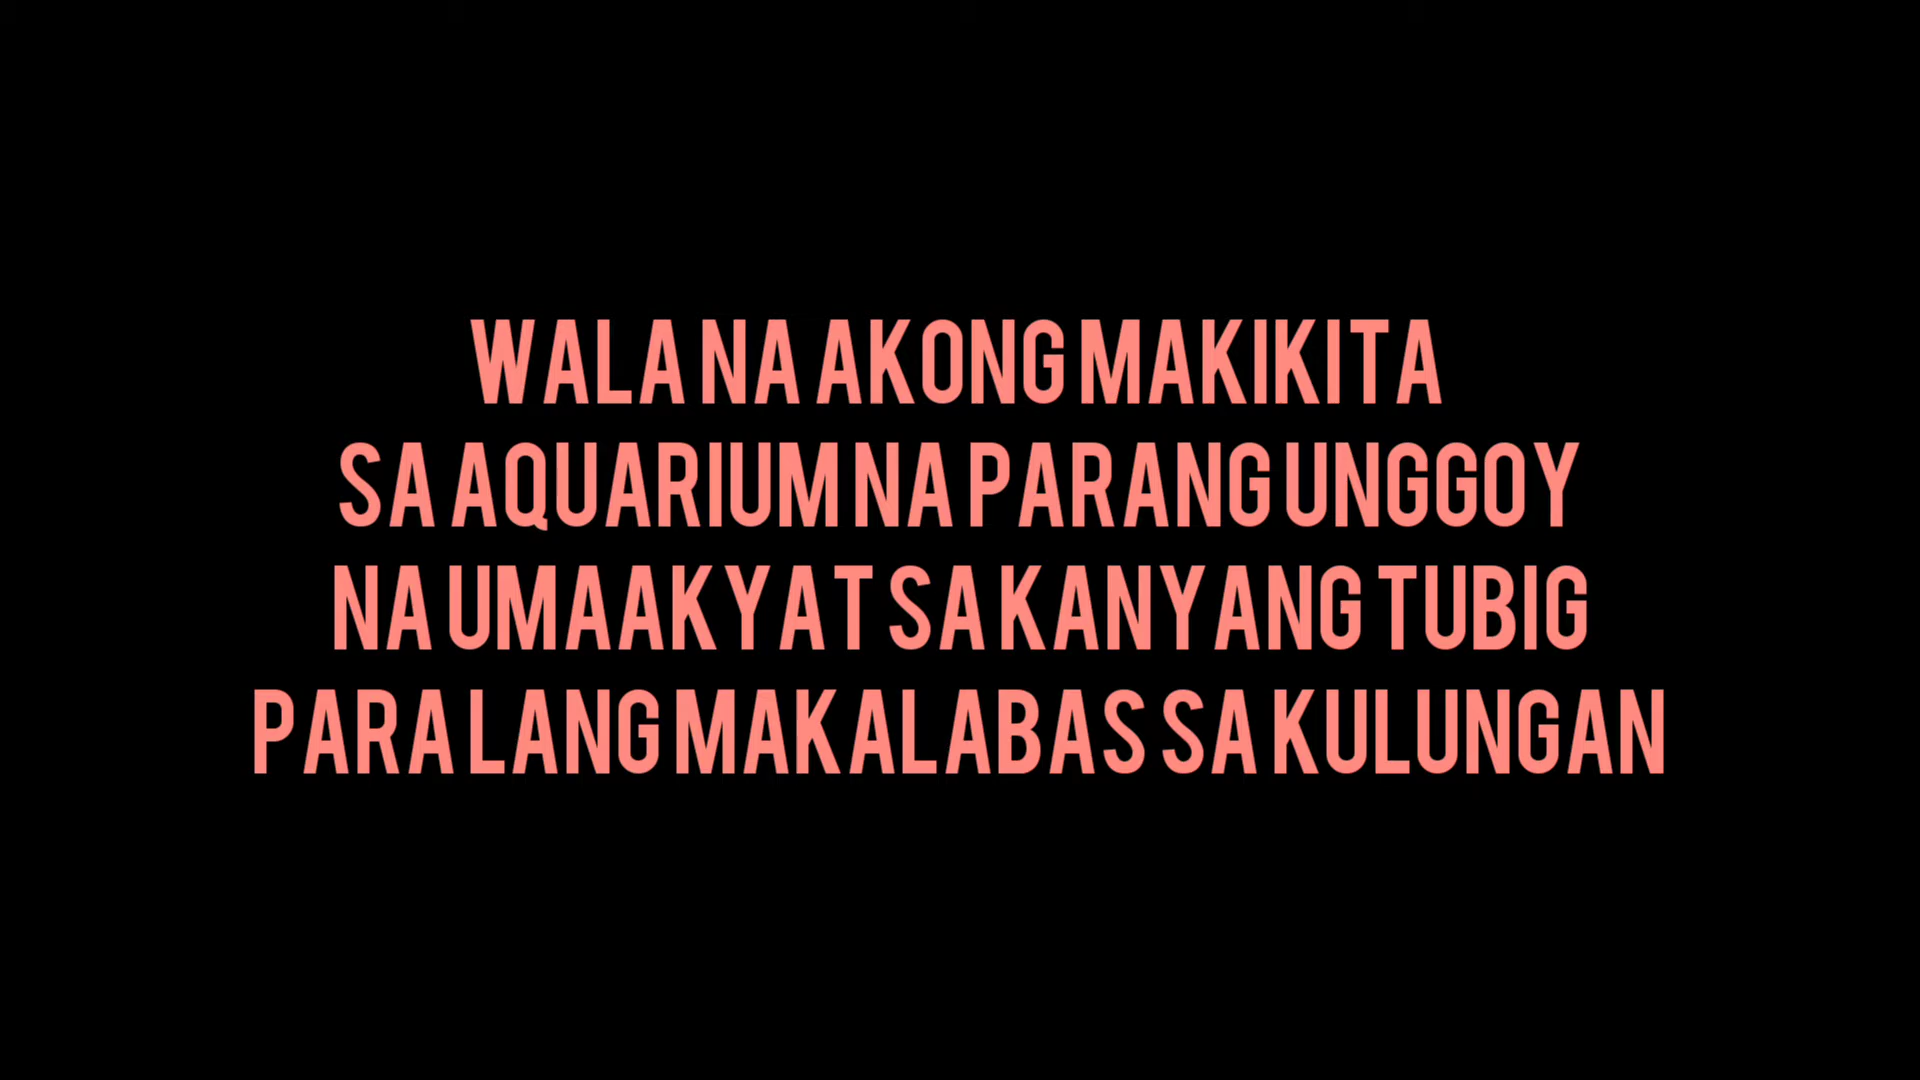 WALA NA AKONG MAKIKITA
SA AQUARIUM NA PARANG UNGGOY
NA UMAAKYAT SA KANYANG TUBIG
PARA LANG MAKALABAS SA KULUNGAN